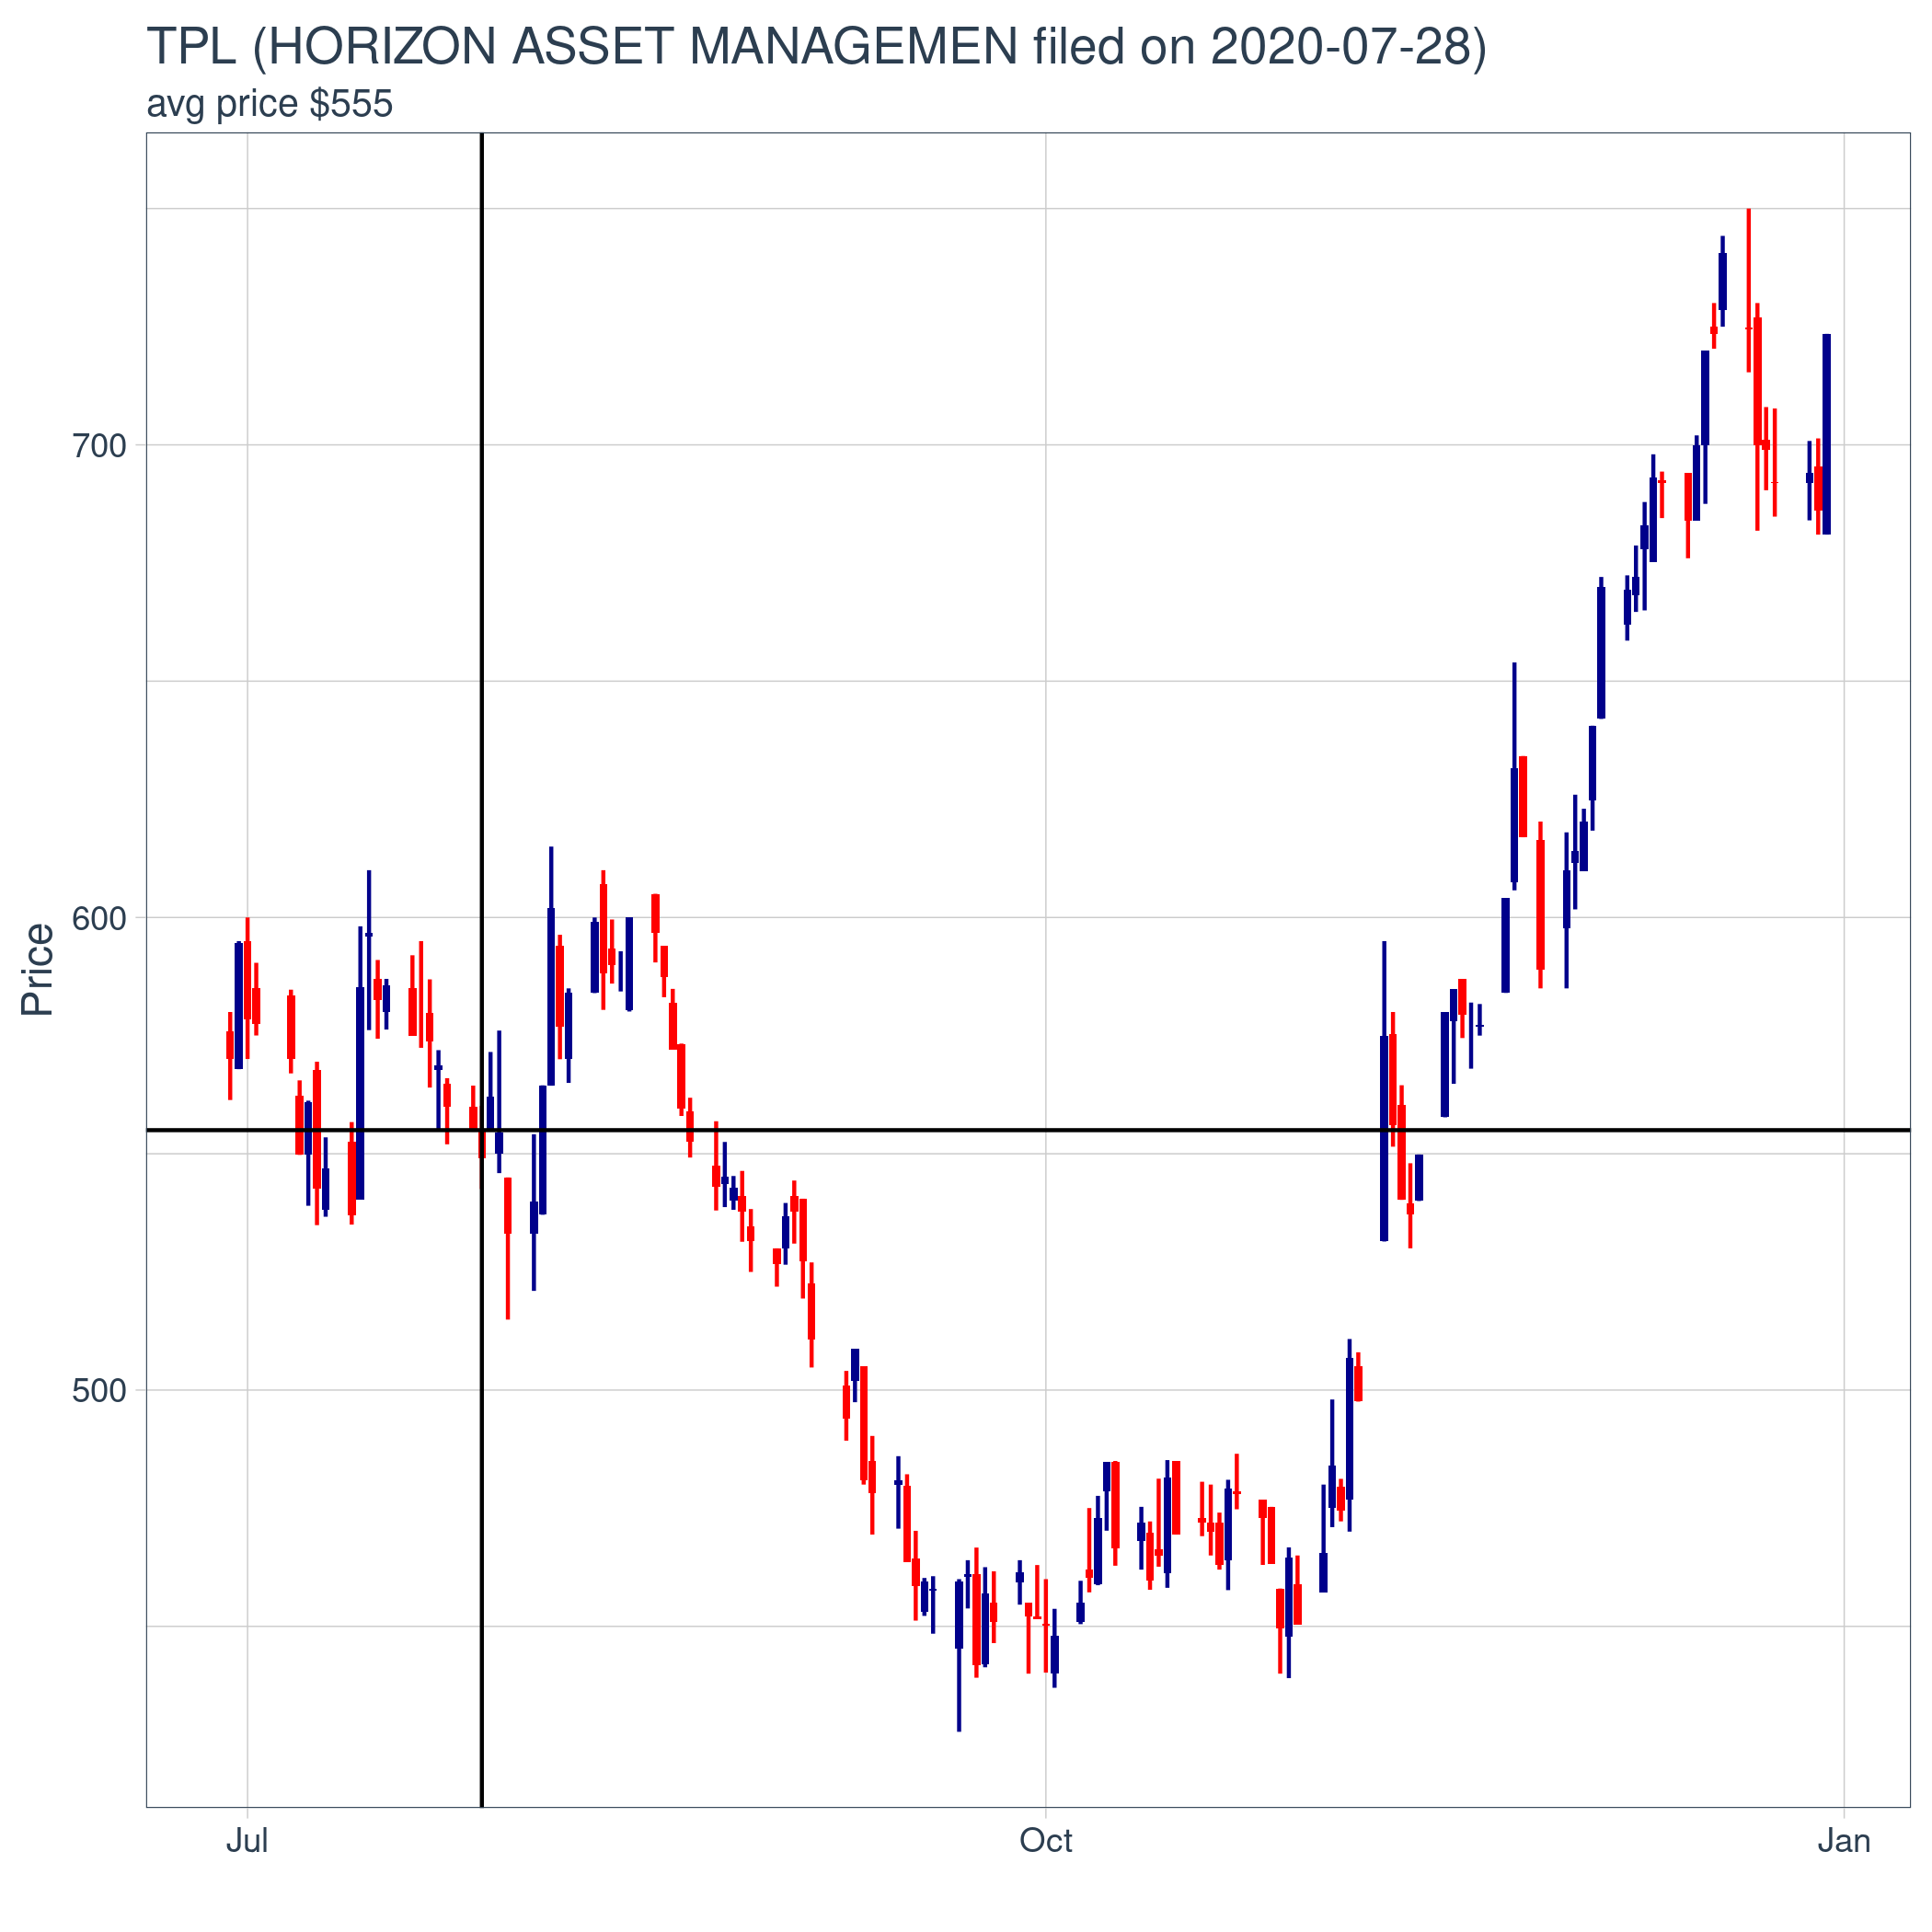 TPL (HORIZON ASSET MANAGEMEN filed on 2020-07-28)
avg price $555
700
600
500
Price
Jul
Oct
Jan